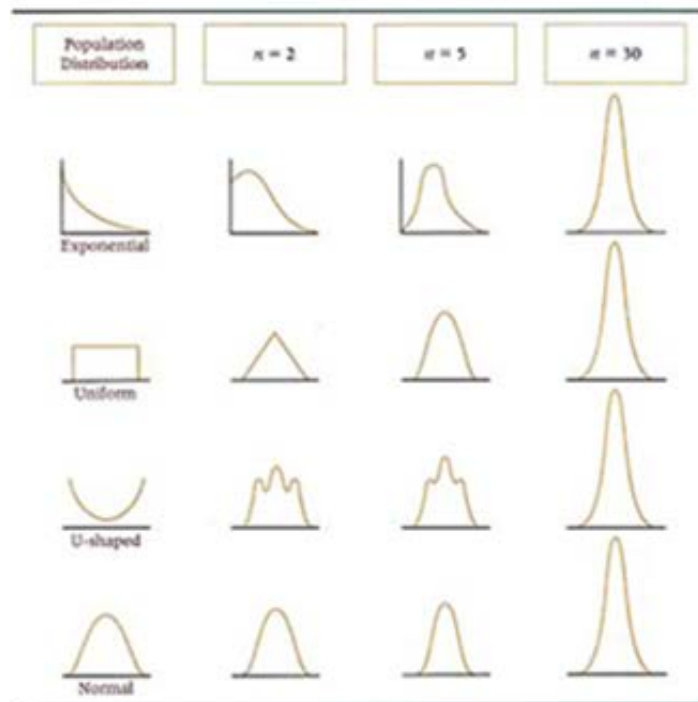 Population
Distribution
n = 2
n = 5
n = 30
Exponential
Uniform
U-shaped
Normal